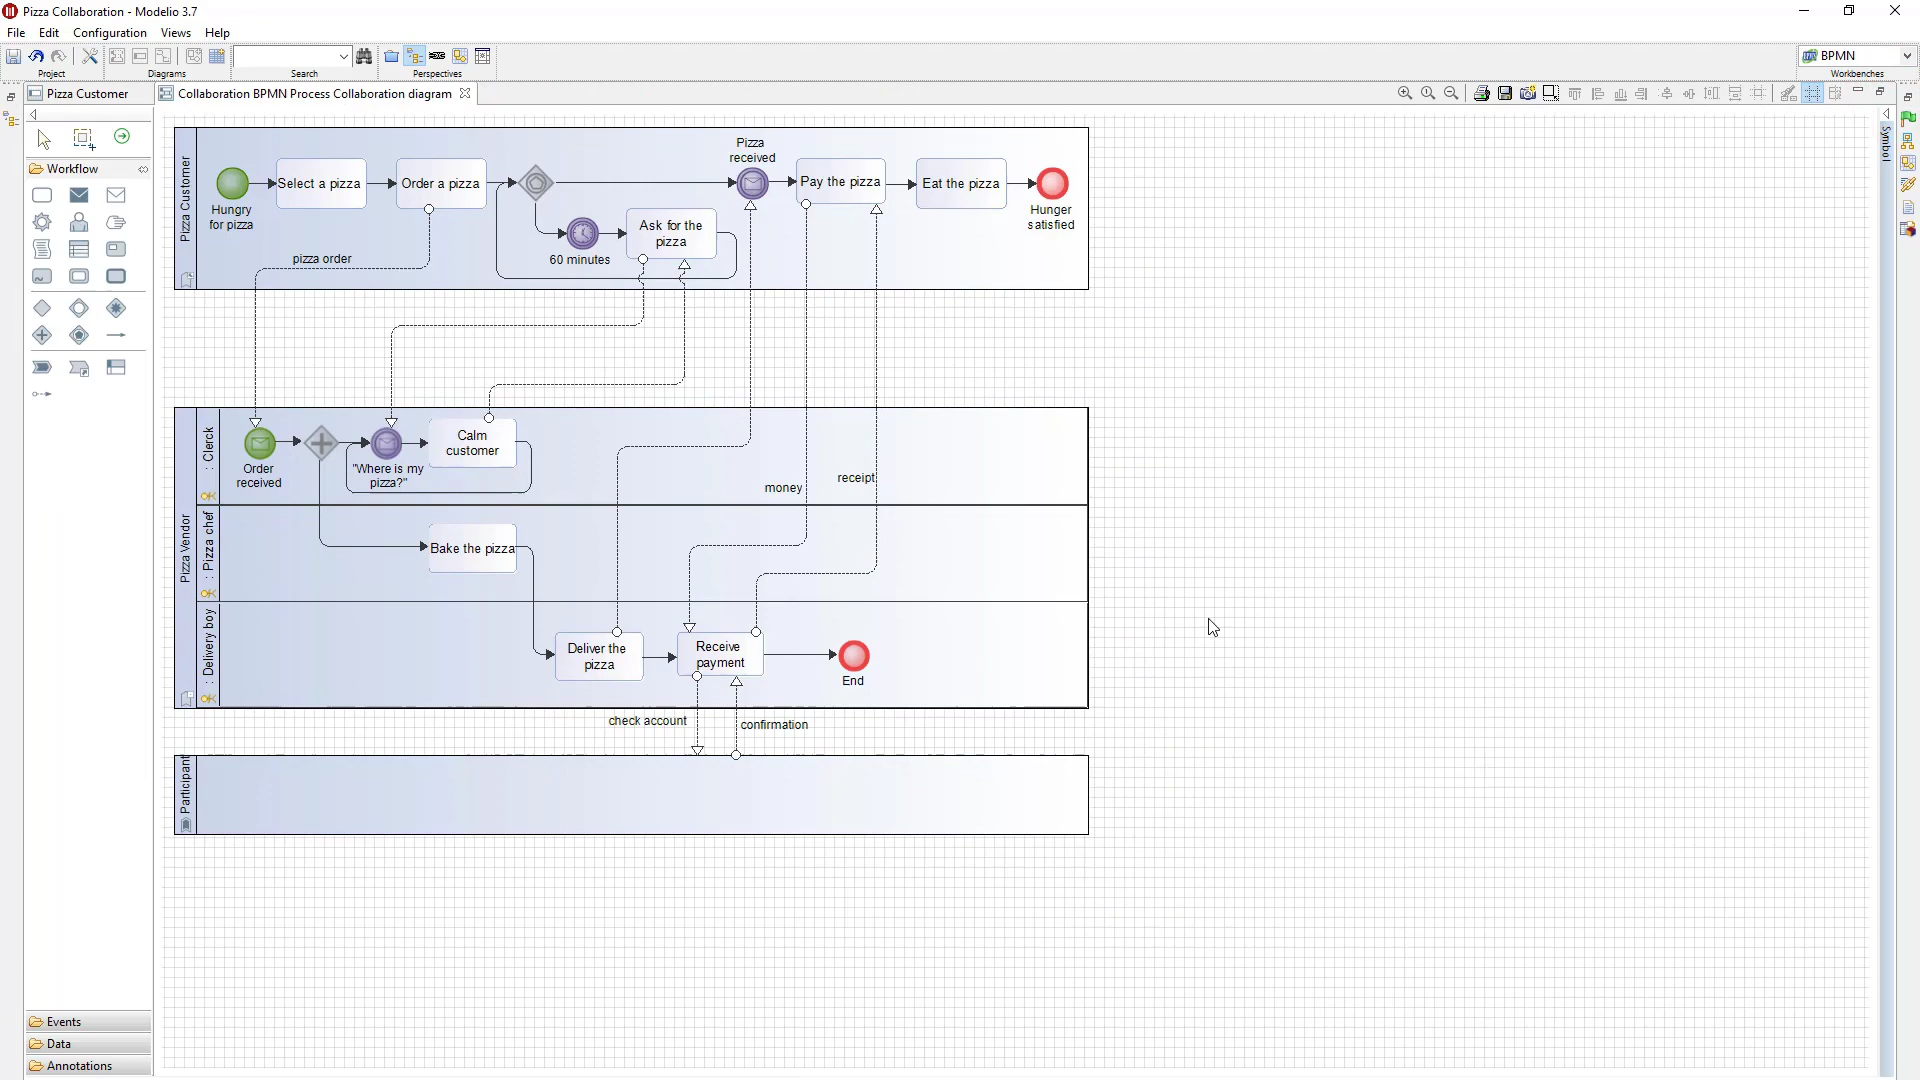 Pizza Collaboration - Modelio 3.7
File Edit Configuration Views Help
Project Diagrams Search Perspectives
BPMN
Workbenches
Pizza Customer
Collaboration BPMN Process Collaboration diagram
Symbol
Workflow
Events
Data
Annotations
Pizza Customer
Hungry
for pizza
Select a pizza
Order a pizza
pizza order
60 minutes
Ask for the
pizza
Pizza
received
Pay the pizza
Eat the pizza
Hunger
satisfied
Pizza Vendor
: Clerck
Order
received
"Where is my
pizza?"
Calm
customer
money
receipt
: Pizza chef
Bake the pizza
: Delivery boy
Deliver the
pizza
Receive
payment
End
check account
confirmation
Participant